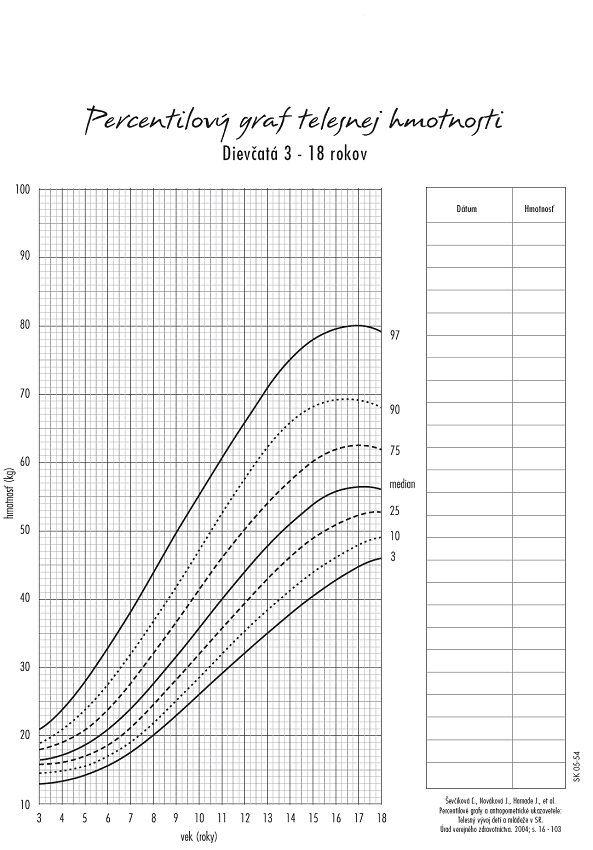 Percentilový graf telesnej hmotnosti
Dievčatá 3 - 18 rokov
100
90
80
70
60
50
40
30
20
10
hmotnosť (kg)
97
90
75
median
25
10
3
3 4 5 6 7 8 9 10 11 12 13 14 15 16 17 18
vek (roky)
Dátum Hmotnosť
SK 05-54
Ševčíková Ľ., Nováková J., Hamade J., et al.
Percentilové grafy a antropometrické ukazovetele:
Telesný vývoj detí a mládeže v SR.
Úrad verejného zdravotníctva. 2004; s. 16 - 103